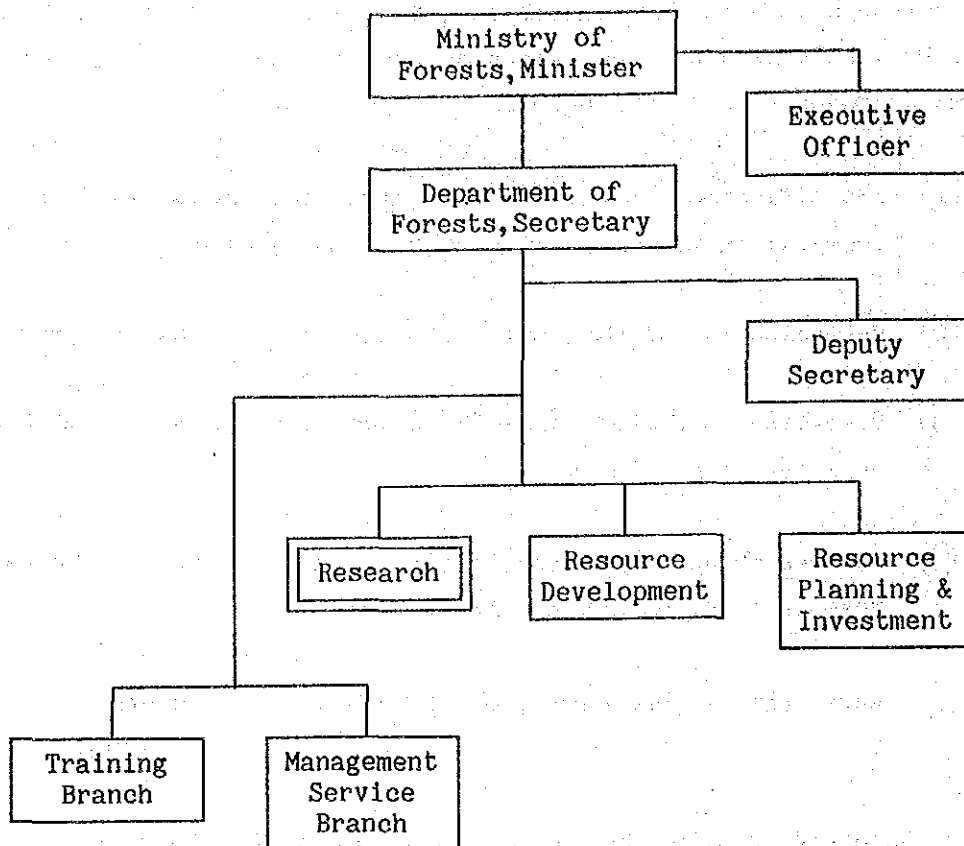 Ministry of
Forests,Minister
Executive
Officer
Department of
Forests,Secretary
Deputy
Secretary
Research
Resource
Development
Resource
Planning &
Investment
Training
Branch
Management
Service
Branch